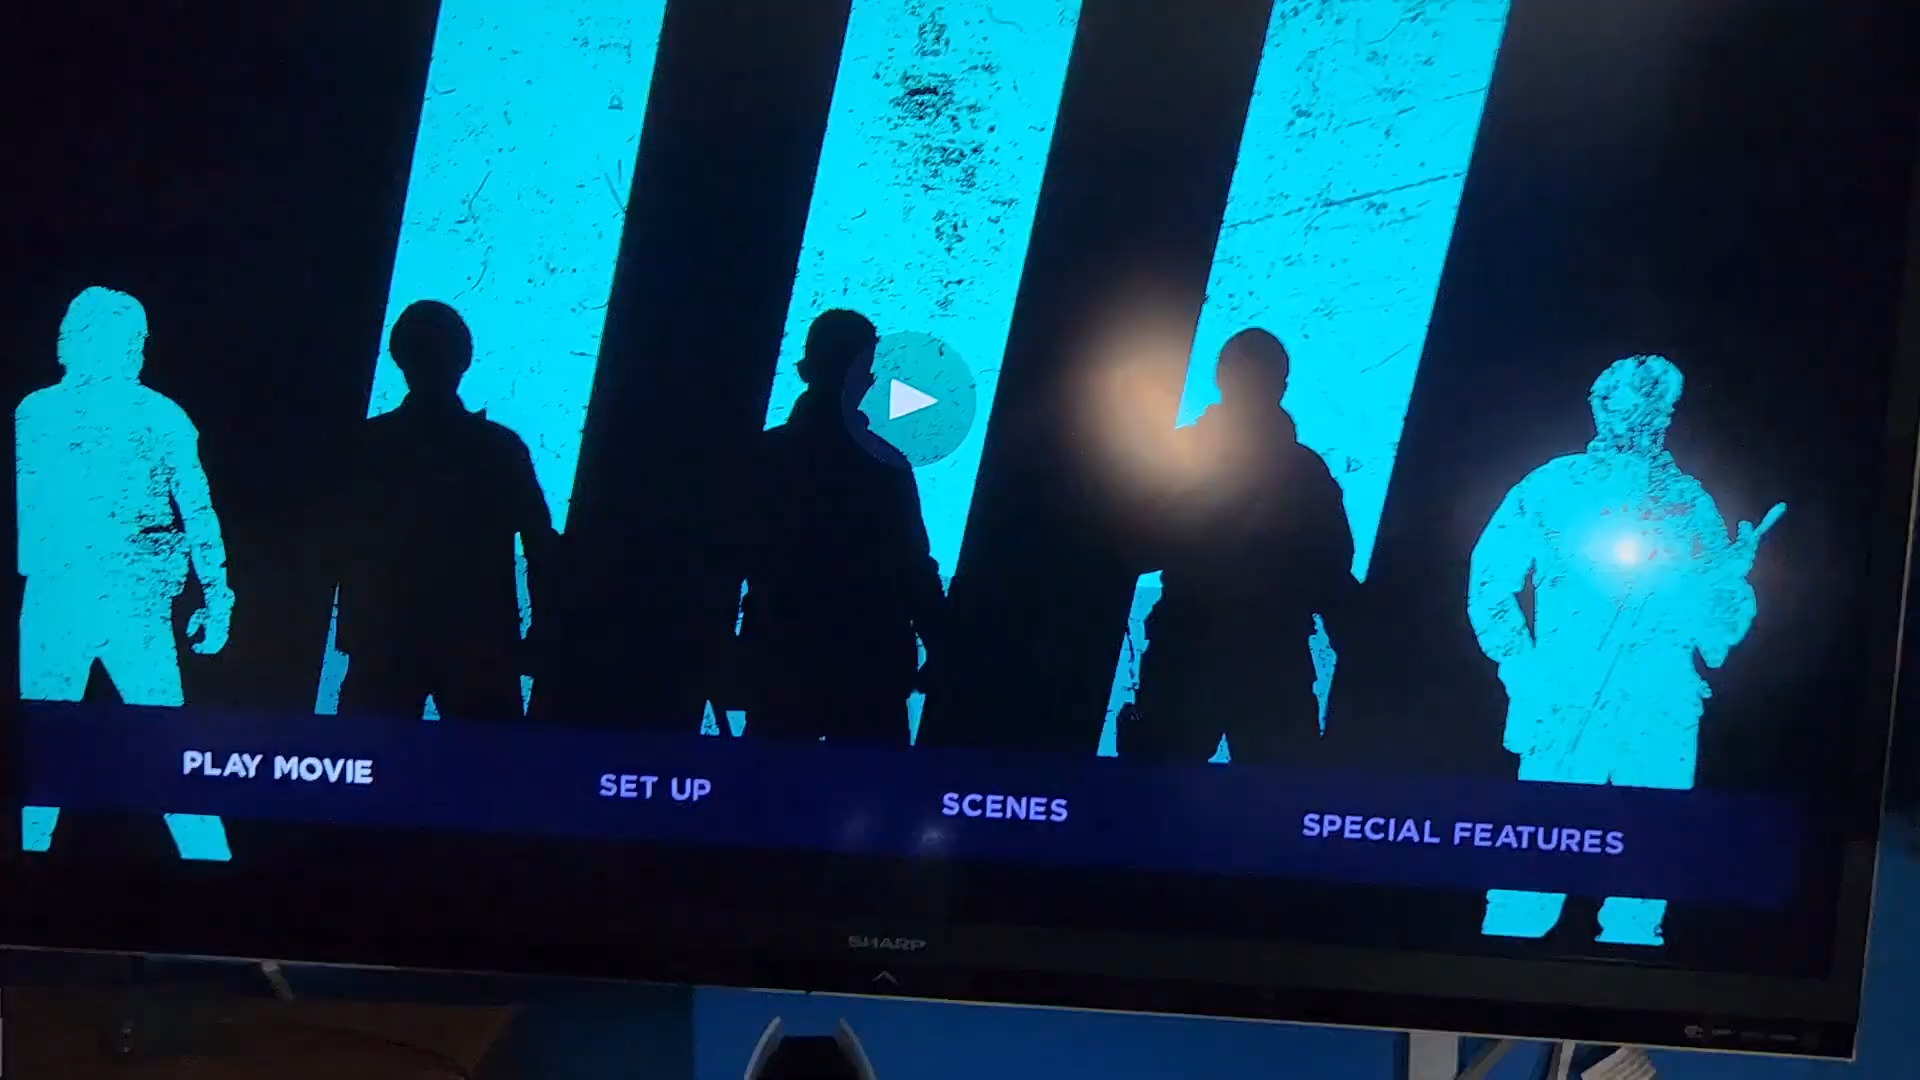 PLAY MOVIE
SET UP
SCENES
SPECIAL FEATURES
SHARP